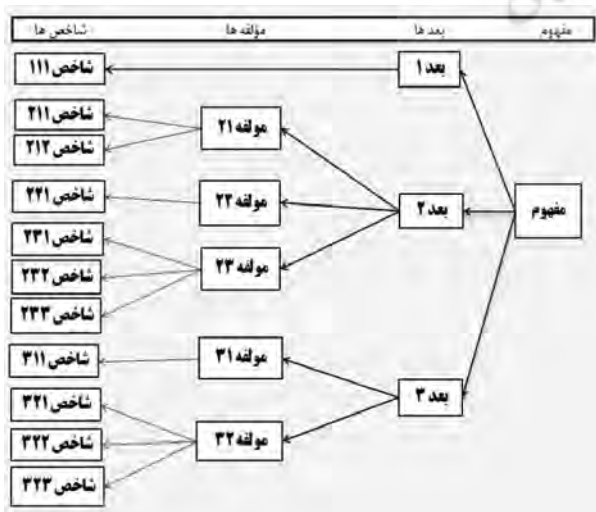 مفهوم
بعد ها
مؤلفه ها
شاخص ها
مفهوم
بعد ۱
بعد ۲
بعد ۳
مولفه ۲۱
مولفه ۲۲
مولفه ۲۳
مولفه ۳۱
مولفه ۳۲
شاخص ۱۱۱
شاخص ۲۱۱
شاخص ۲۱۲
شاخص ۲۲۱
شاخص ۲۳۱
شاخص ۲۳۲
شاخص ۲۳۳
شاخص ۳۱۱
شاخص ۳۲۱
شاخص ۳۲۲
شاخص ۳۲۳